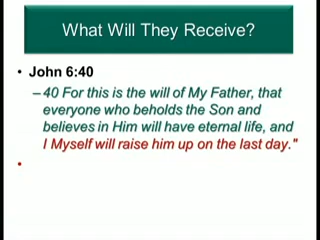 What Will They Receive?
• John 6:40
– 40 For this is the will of My Father, that
everyone who beholds the Son and
believes in Him will have eternal life, and
I Myself will raise him up on the last day."
•